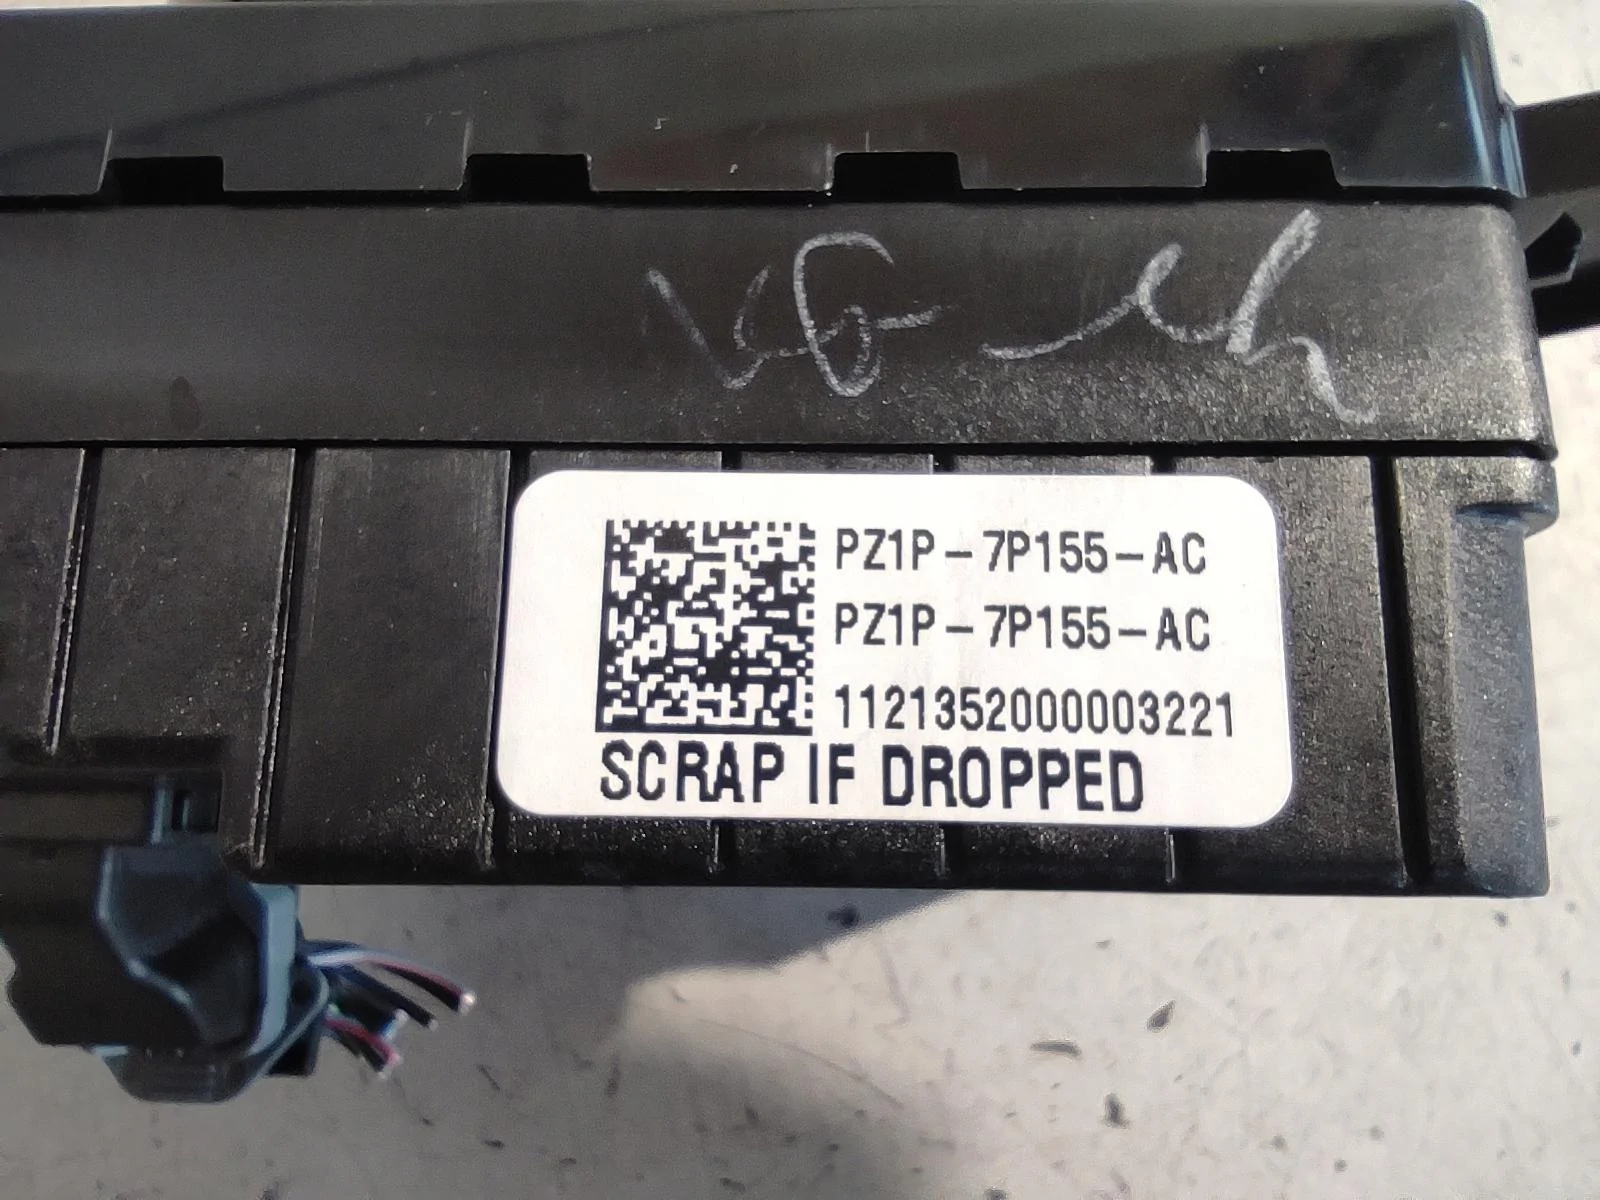 PZ1P-7P155-AC
PZ1P-7P155-AC
1121352000003221
SCRAP IF DROPPED